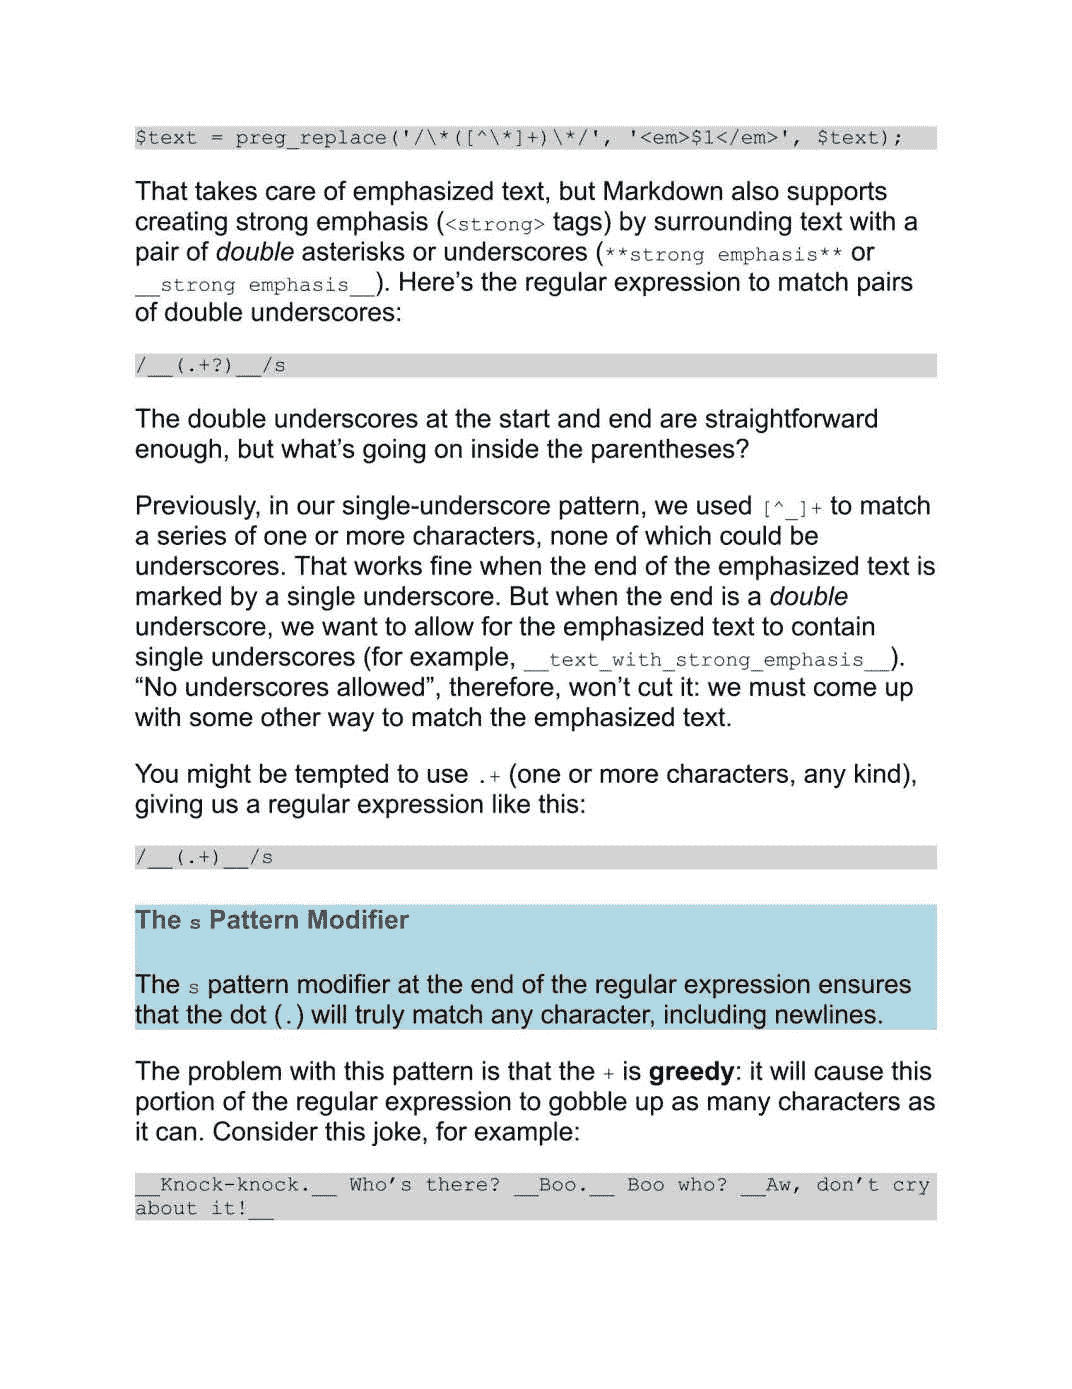 $text = preg_replace('/\*([^\*]+)\*/', '<em>$1</em>', $text);
That takes care of emphasized text, but Markdown also supports
creating strong emphasis (<strong> tags) by surrounding text with a
pair of double asterisks or underscores (**strong emphasis** or
__strong emphasis__). Here’s the regular expression to match pairs
of double underscores:
/__(.+?)__/s
The double underscores at the start and end are straightforward
enough, but what’s going on inside the parentheses?
Previously, in our single-underscore pattern, we used [^_]+ to match
a series of one or more characters, none of which could be
underscores. That works fine when the end of the emphasized text is
marked by a single underscore. But when the end is a double
underscore, we want to allow for the emphasized text to contain
single underscores (for example, __text_with_strong_emphasis__).
“No underscores allowed”, therefore, won’t cut it: we must come up
with some other way to match the emphasized text.
You might be tempted to use .+ (one or more characters, any kind),
giving us a regular expression like this:
/__(.+)__/s
The s Pattern Modifier
The s pattern modifier at the end of the regular expression ensures
that the dot (.) will truly match any character, including newlines.
The problem with this pattern is that the + is greedy: it will cause this
portion of the regular expression to gobble up as many characters as
it can. Consider this joke, for example:
__Knock-knock.__ Who’s there? __Boo.__ Boo who? __Aw, don’t cry
about it!__